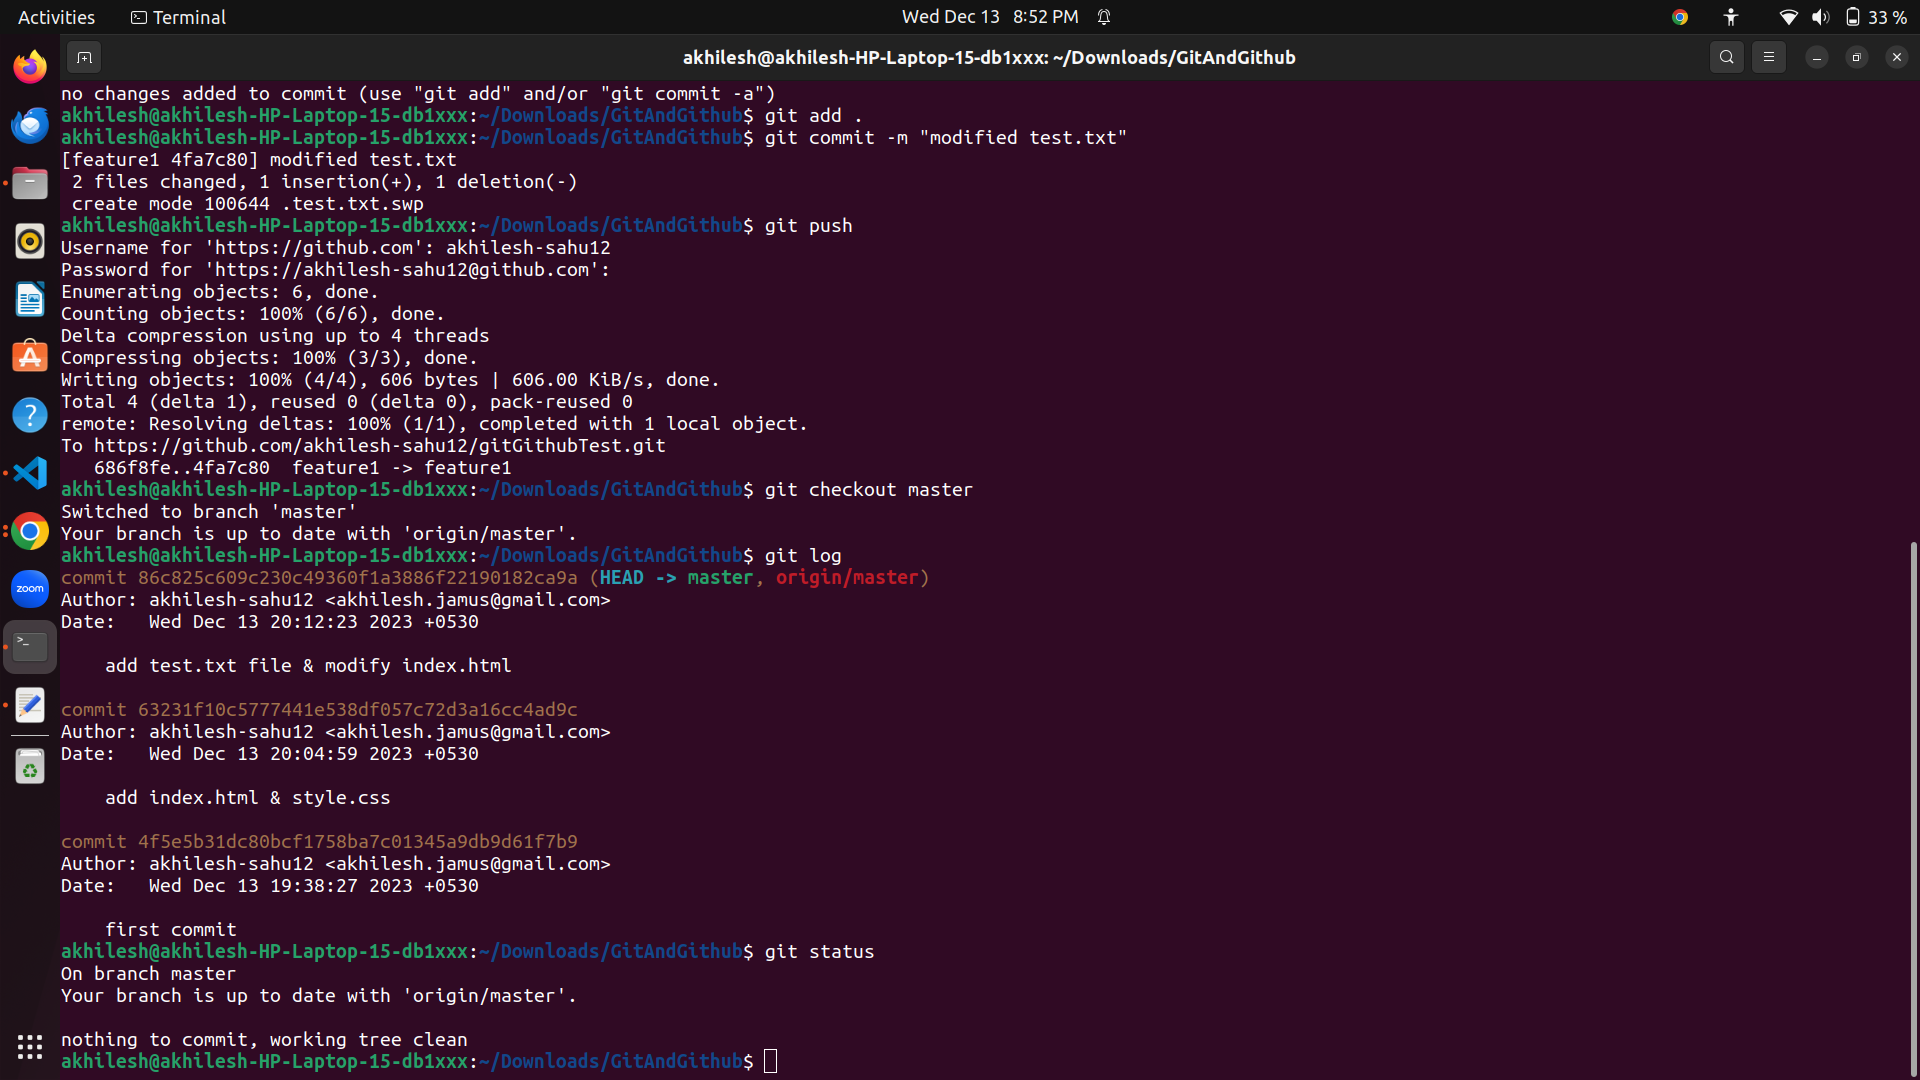 Activities Terminal Wed Dec 13 8:52 PM 33 %
akhilesh@akhilesh-HP-Laptop-15-db1xxx: ~/Downloads/GitAndGithub
no changes added to commit (use "git add" and/or "git commit -a")
akhilesh@akhilesh-HP-Laptop-15-db1xxx:~/Downloads/GitAndGithub$ git add .
akhilesh@akhilesh-HP-Laptop-15-db1xxx:~/Downloads/GitAndGithub$ git commit -m "modified test.txt"
[feature1 4fa7c80] modified test.txt
 2 files changed, 1 insertion(+), 1 deletion(-)
 create mode 100644 .test.txt.swp
akhilesh@akhilesh-HP-Laptop-15-db1xxx:~/Downloads/GitAndGithub$ git push
Username for 'https://github.com': akhilesh-sahu12
Password for 'https://akhilesh-sahu12@github.com':
Enumerating objects: 6, done.
Counting objects: 100% (6/6), done.
Delta compression using up to 4 threads
Compressing objects: 100% (3/3), done.
Writing objects: 100% (4/4), 606 bytes | 606.00 KiB/s, done.
Total 4 (delta 1), reused 0 (delta 0), pack-reused 0
remote: Resolving deltas: 100% (1/1), completed with 1 local object.
To https://github.com/akhilesh-sahu12/gitGithubTest.git
   686f8fe..4fa7c80  feature1 -> feature1
akhilesh@akhilesh-HP-Laptop-15-db1xxx:~/Downloads/GitAndGithub$ git checkout master
Switched to branch 'master'
Your branch is up to date with 'origin/master'.
akhilesh@akhilesh-HP-Laptop-15-db1xxx:~/Downloads/GitAndGithub$ git log
commit 86c825c609c230c49360f1a3886f22190182ca9a (HEAD -> master, origin/master)
Author: akhilesh-sahu12 <akhilesh.jamus@gmail.com>
Date:   Wed Dec 13 20:12:23 2023 +0530
    add test.txt file & modify index.html
commit 63231f10c5777441e538df057c72d3a16cc4ad9c
Author: akhilesh-sahu12 <akhilesh.jamus@gmail.com>
Date:   Wed Dec 13 20:04:59 2023 +0530
    add index.html & style.css
commit 4f5e5b31dc80bcf1758ba7c01345a9db9d61f7b9
Author: akhilesh-sahu12 <akhilesh.jamus@gmail.com>
Date:   Wed Dec 13 19:38:27 2023 +0530
    first commit
akhilesh@akhilesh-HP-Laptop-15-db1xxx:~/Downloads/GitAndGithub$ git status
On branch master
Your branch is up to date with 'origin/master'.
nothing to commit, working tree clean
akhilesh@akhilesh-HP-Laptop-15-db1xxx:~/Downloads/GitAndGithub$
zoom